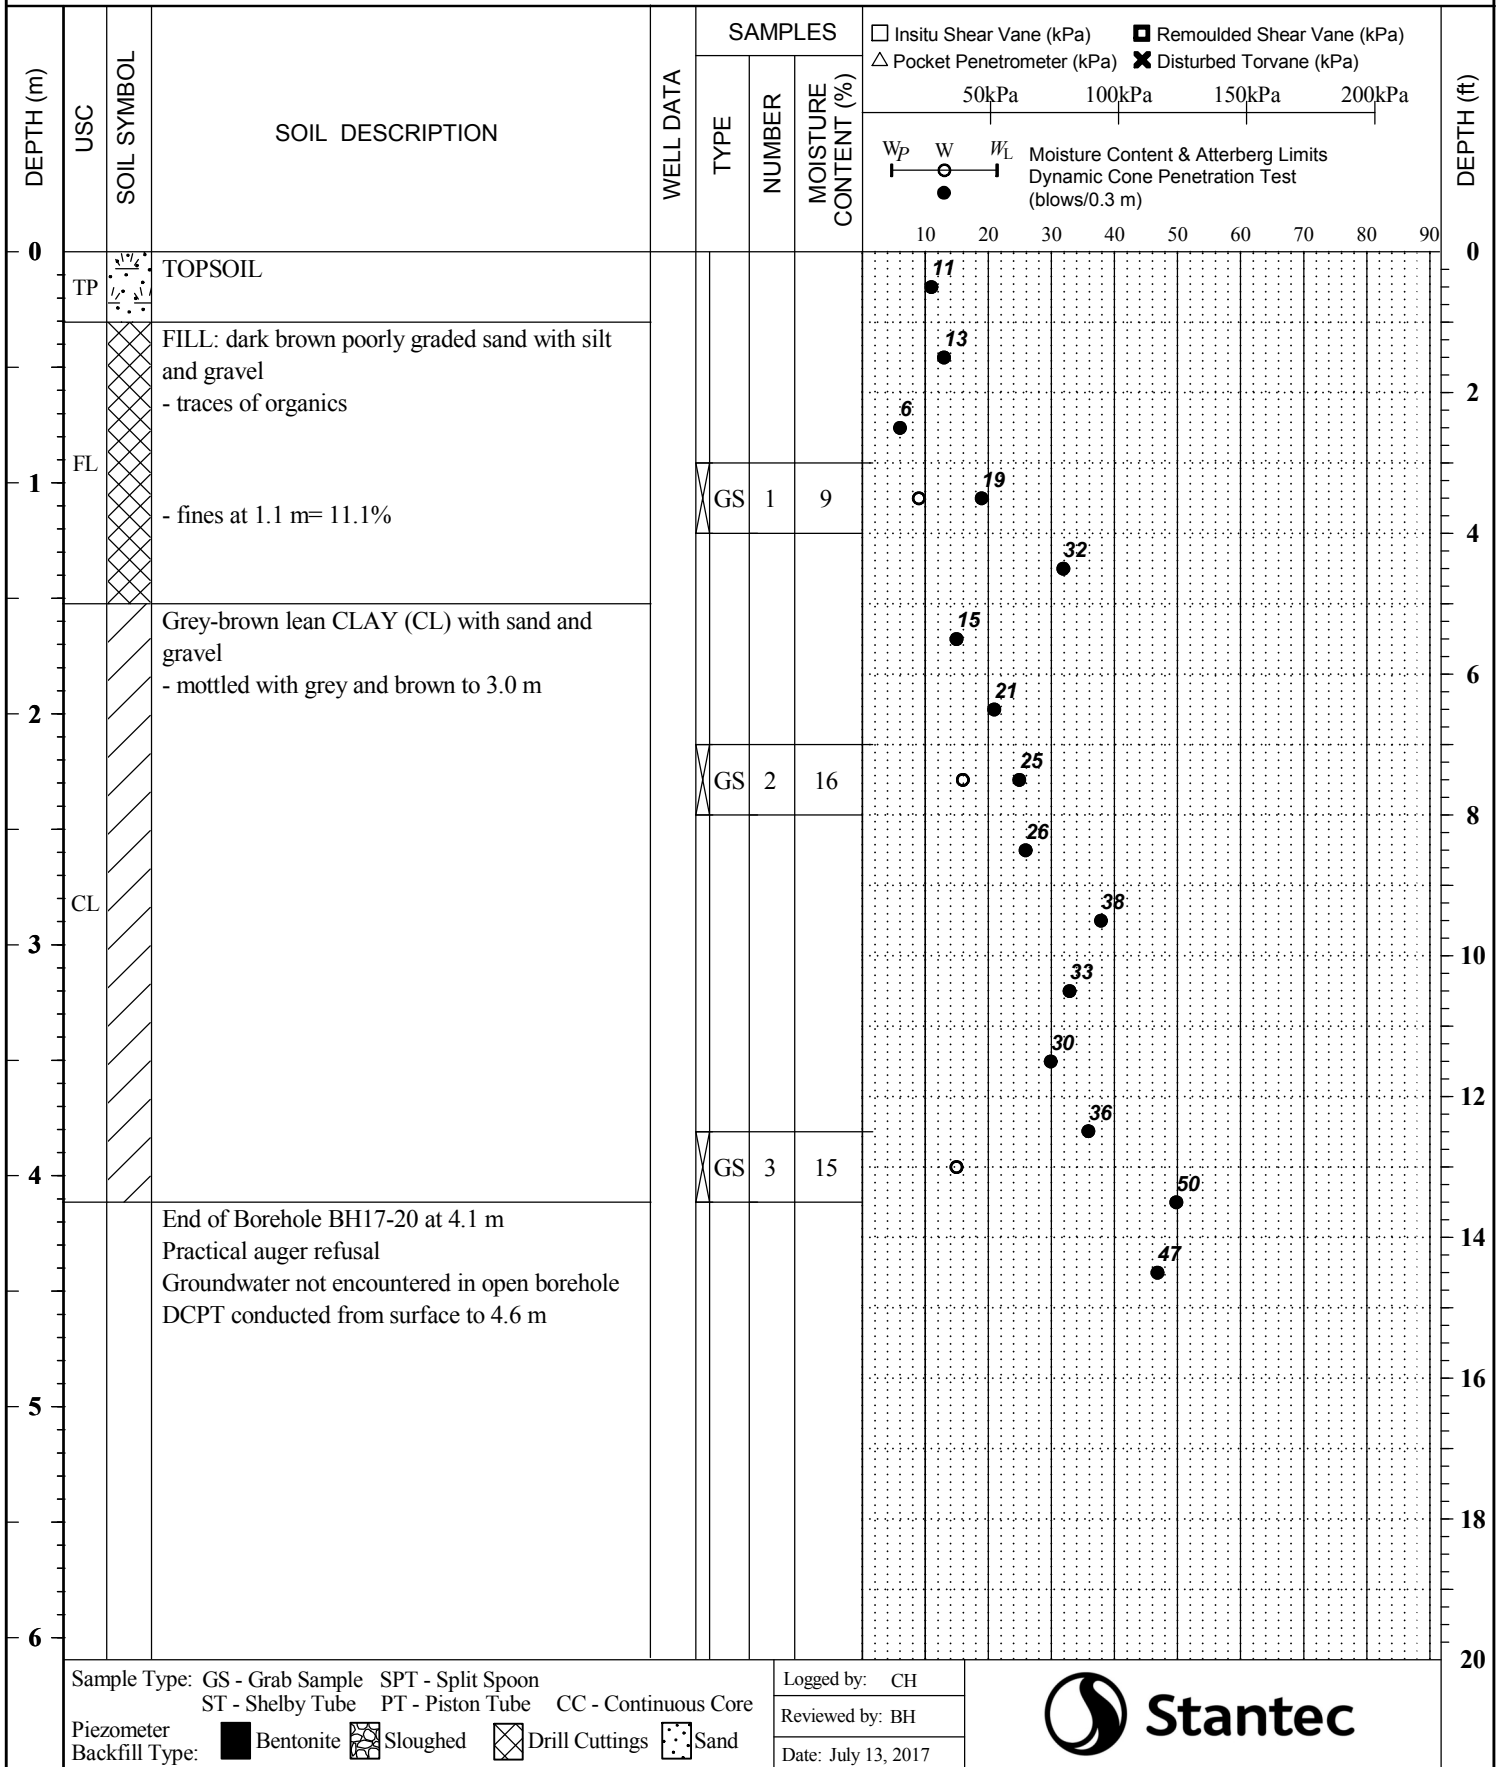 DEPTH (m)
USC
SOIL SYMBOL
SOIL DESCRIPTION
WELL DATA
SAMPLES
TYPE
NUMBER
MOISTURE CONTENT (%)
Insitu Shear Vane (kPa)
Remoulded Shear Vane (kPa)
Pocket Penetrometer (kPa)
Disturbed Torvane (kPa)
50kPa 100kPa 150kPa 200kPa
WP W WL
Moisture Content & Atterberg Limits
Dynamic Cone Penetration Test
(blows/0.3 m)
10 20 30 40 50 60 70 80 90
DEPTH (ft)
0
TP
TOPSOIL
11
0
FILL: dark brown poorly graded sand with silt
and gravel
- traces of organics
13
6
2
FL
1
GS 1 9
19
- fines at 1.1 m= 11.1%
4
32
Grey-brown lean CLAY (CL) with sand and
gravel
- mottled with grey and brown to 3.0 m
15
6
21
2
GS 2 16
25
8
26
CL
38
3
10
33
30
12
36
4
GS 3 15
50
End of Borehole BH17-20 at 4.1 m
Practical auger refusal
Groundwater not encountered in open borehole
DCPT conducted from surface to 4.6 m
14
47
16
5
18
6
20
Sample Type: GS - Grab Sample SPT - Split Spoon
ST - Shelby Tube PT - Piston Tube CC - Continuous Core
Piezometer
Backfill Type:
Bentonite Sloughed Drill Cuttings Sand
Logged by: CH
Reviewed by: BH
Date: July 13, 2017
Stantec